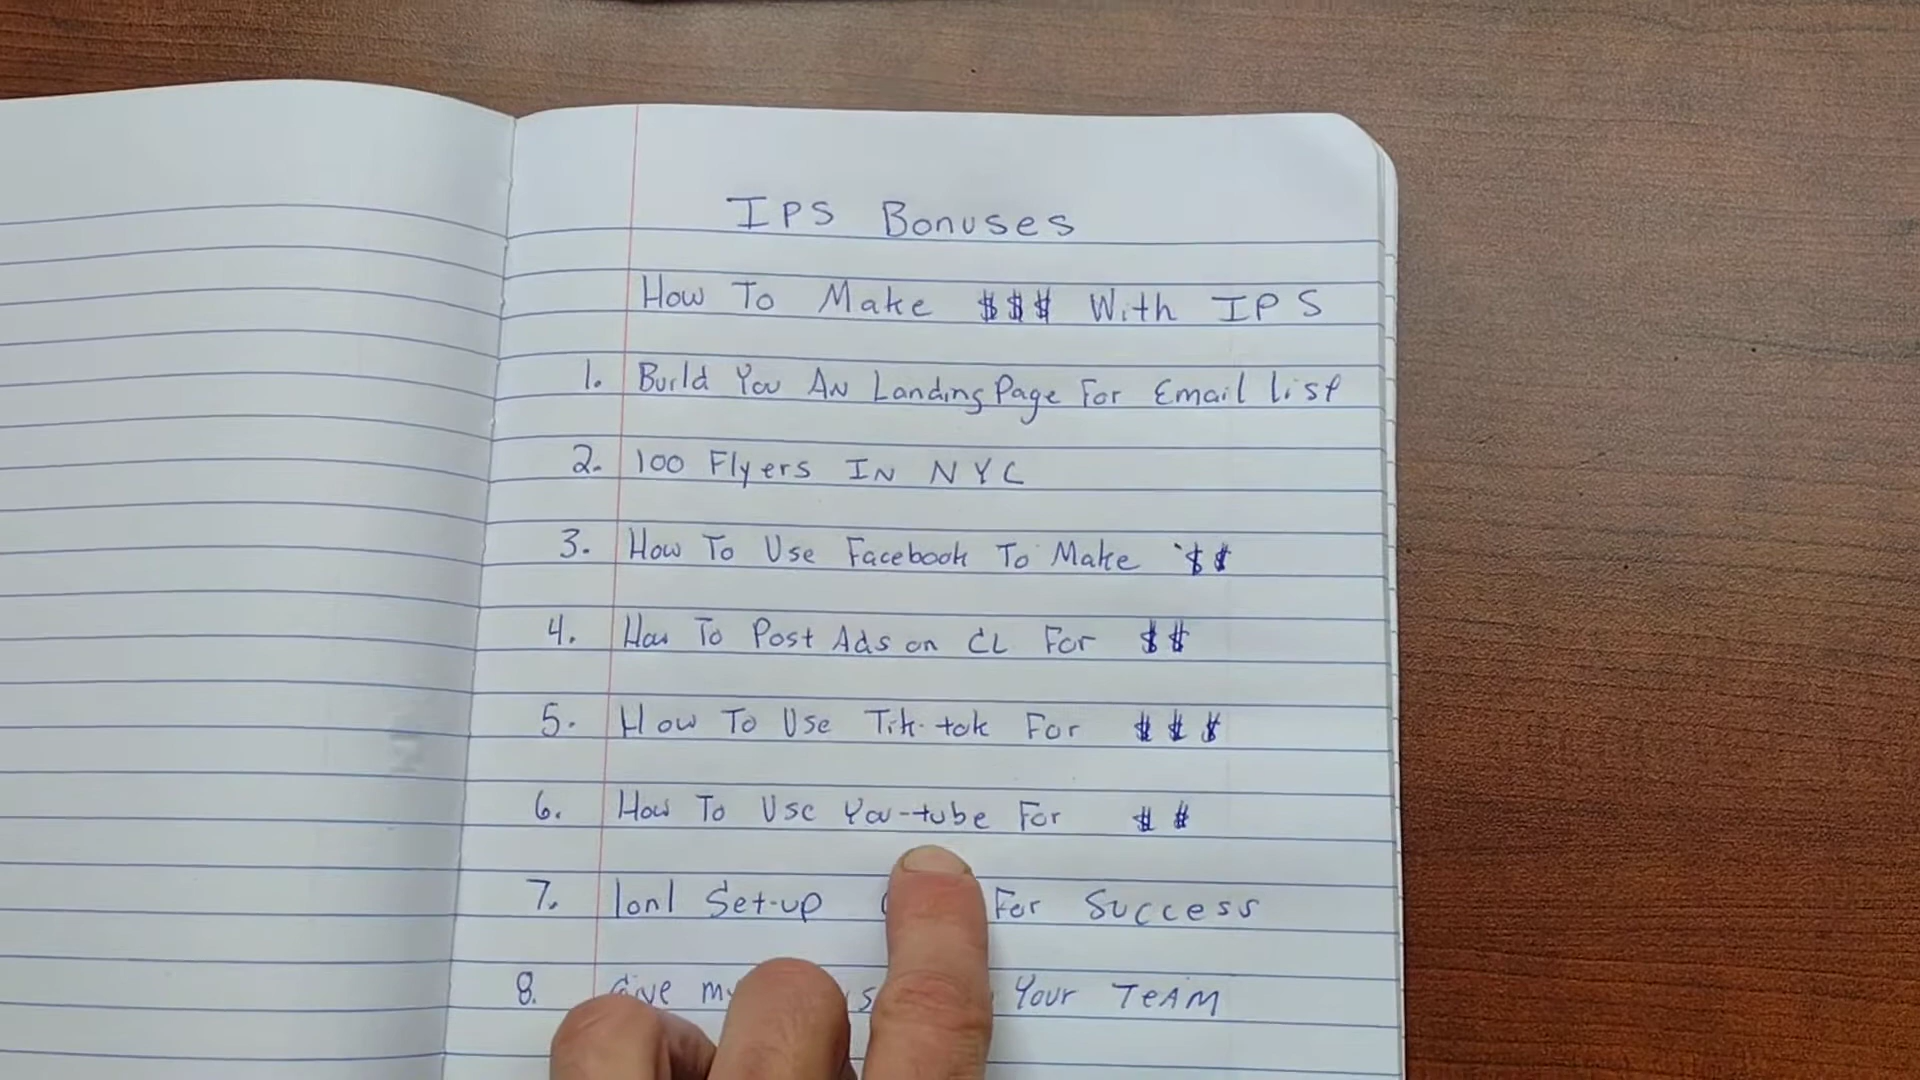 IPS Bonuses
How To Make $$$ With IPS
1. Build You An Landing Page For Email list
2. 100 Flyers IN NYC
3. How To Use Facebook To Make $$
4. How To Post Ads on CL For $$
5. How To Use Tik-tok For $$$
6. How To Use You-tube For $$
7. 1on1 Set-up For Success
8. Give my Your TEAM